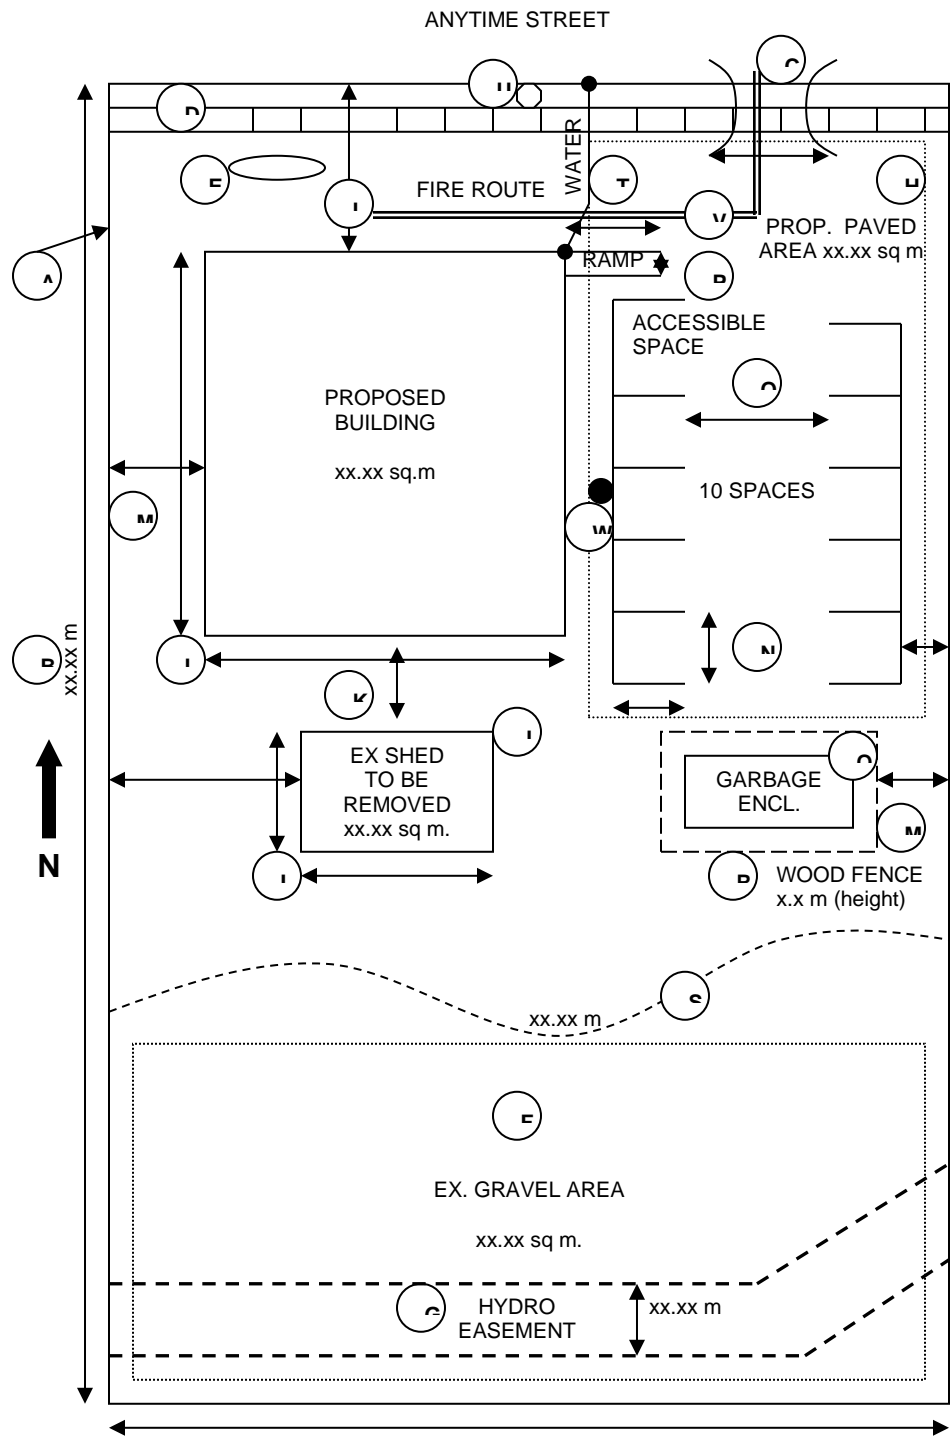 ANYTIME STREET
WATER
FIRE ROUTE
PROP. PAVED
AREA xx.xx sq m
RAMP
ACCESSIBLE
SPACE
PROPOSED
BUILDING
xx.xx sq.m
10 SPACES
xx.xx m
N
EX SHED
TO BE
REMOVED
xx.xx sq m.
GARBAGE
ENCL.
WOOD FENCE
x.x m (height)
xx.xx m
EX. GRAVEL AREA
xx.xx sq m.
HYDRO
EASEMENT
xx.xx m